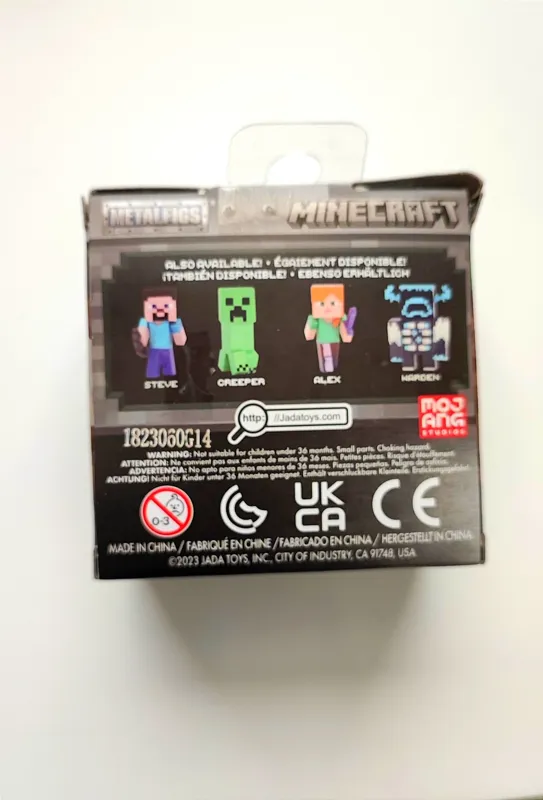 METALFIGS MINECRAFT
ALSO AVAILABLE! • ÉGAIEMENT DISPONIBLE!
¡TAMBIÉN DISPONIBLE! • EBENSO ERHÄLTLICH
STEVE CREEPER ALEX WARDEN
http: //Jadatoys.com/
MOJ
ANG
STUDIOS
1823060G14
WARNING: Not suitable for children under 36 months. Small parts. Choking hazard.
ATTENTION: Ne convient pas aux enfants de moins de 36 mois. Petites pièces. Risque d'étouffement.
ADVERTENCIA: No apto para niños menores de 36 meses. Piezas pequeñas. Peligro de asfixia.
ACHTUNG! Nicht für Kinder unter 36 Monaten geeignet. Enthält verschluckbare Kleinteile. Erstickungsgefahr.
0-3
UK
CA
CE
MADE IN CHINA / FABRIQUÉ EN CHINE / FABRICADO EN CHINA / HERGESTELLT IN CHINA
©2023 JADA TOYS, INC., CITY OF INDUSTRY, CA 91748, USA.